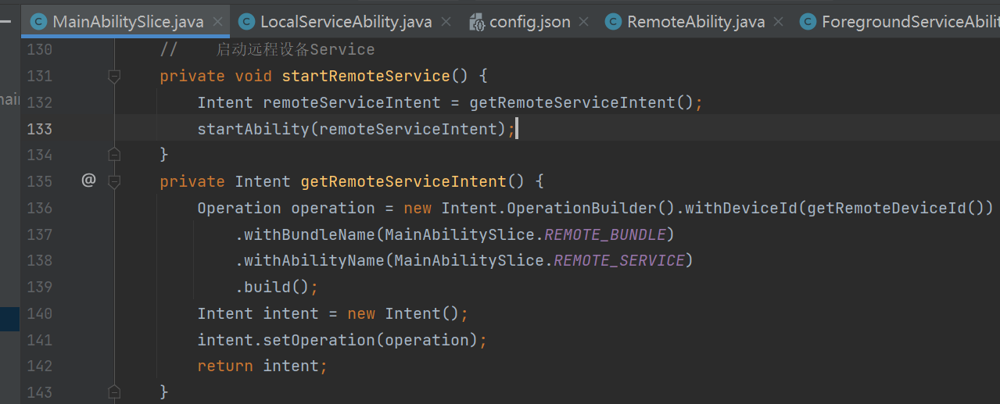 MainAbilitySlice.java LocalServiceAbility.java config.json RemoteAbility.java ForegroundServiceAbilit
130 // 启动远程设备Service
131 private void startRemoteService() {
132 Intent remoteServiceIntent = getRemoteServiceIntent();
133 startAbility(remoteServiceIntent);
134 }
135 @ private Intent getRemoteServiceIntent() {
136 Operation operation = new Intent.OperationBuilder().withDeviceId(getRemoteDeviceId())
137 .withBundleName(MainAbilitySlice.REMOTE_BUNDLE)
138 .withAbilityName(MainAbilitySlice.REMOTE_SERVICE)
139 .build();
140 Intent intent = new Intent();
141 intent.setOperation(operation);
142 return intent;
143 }